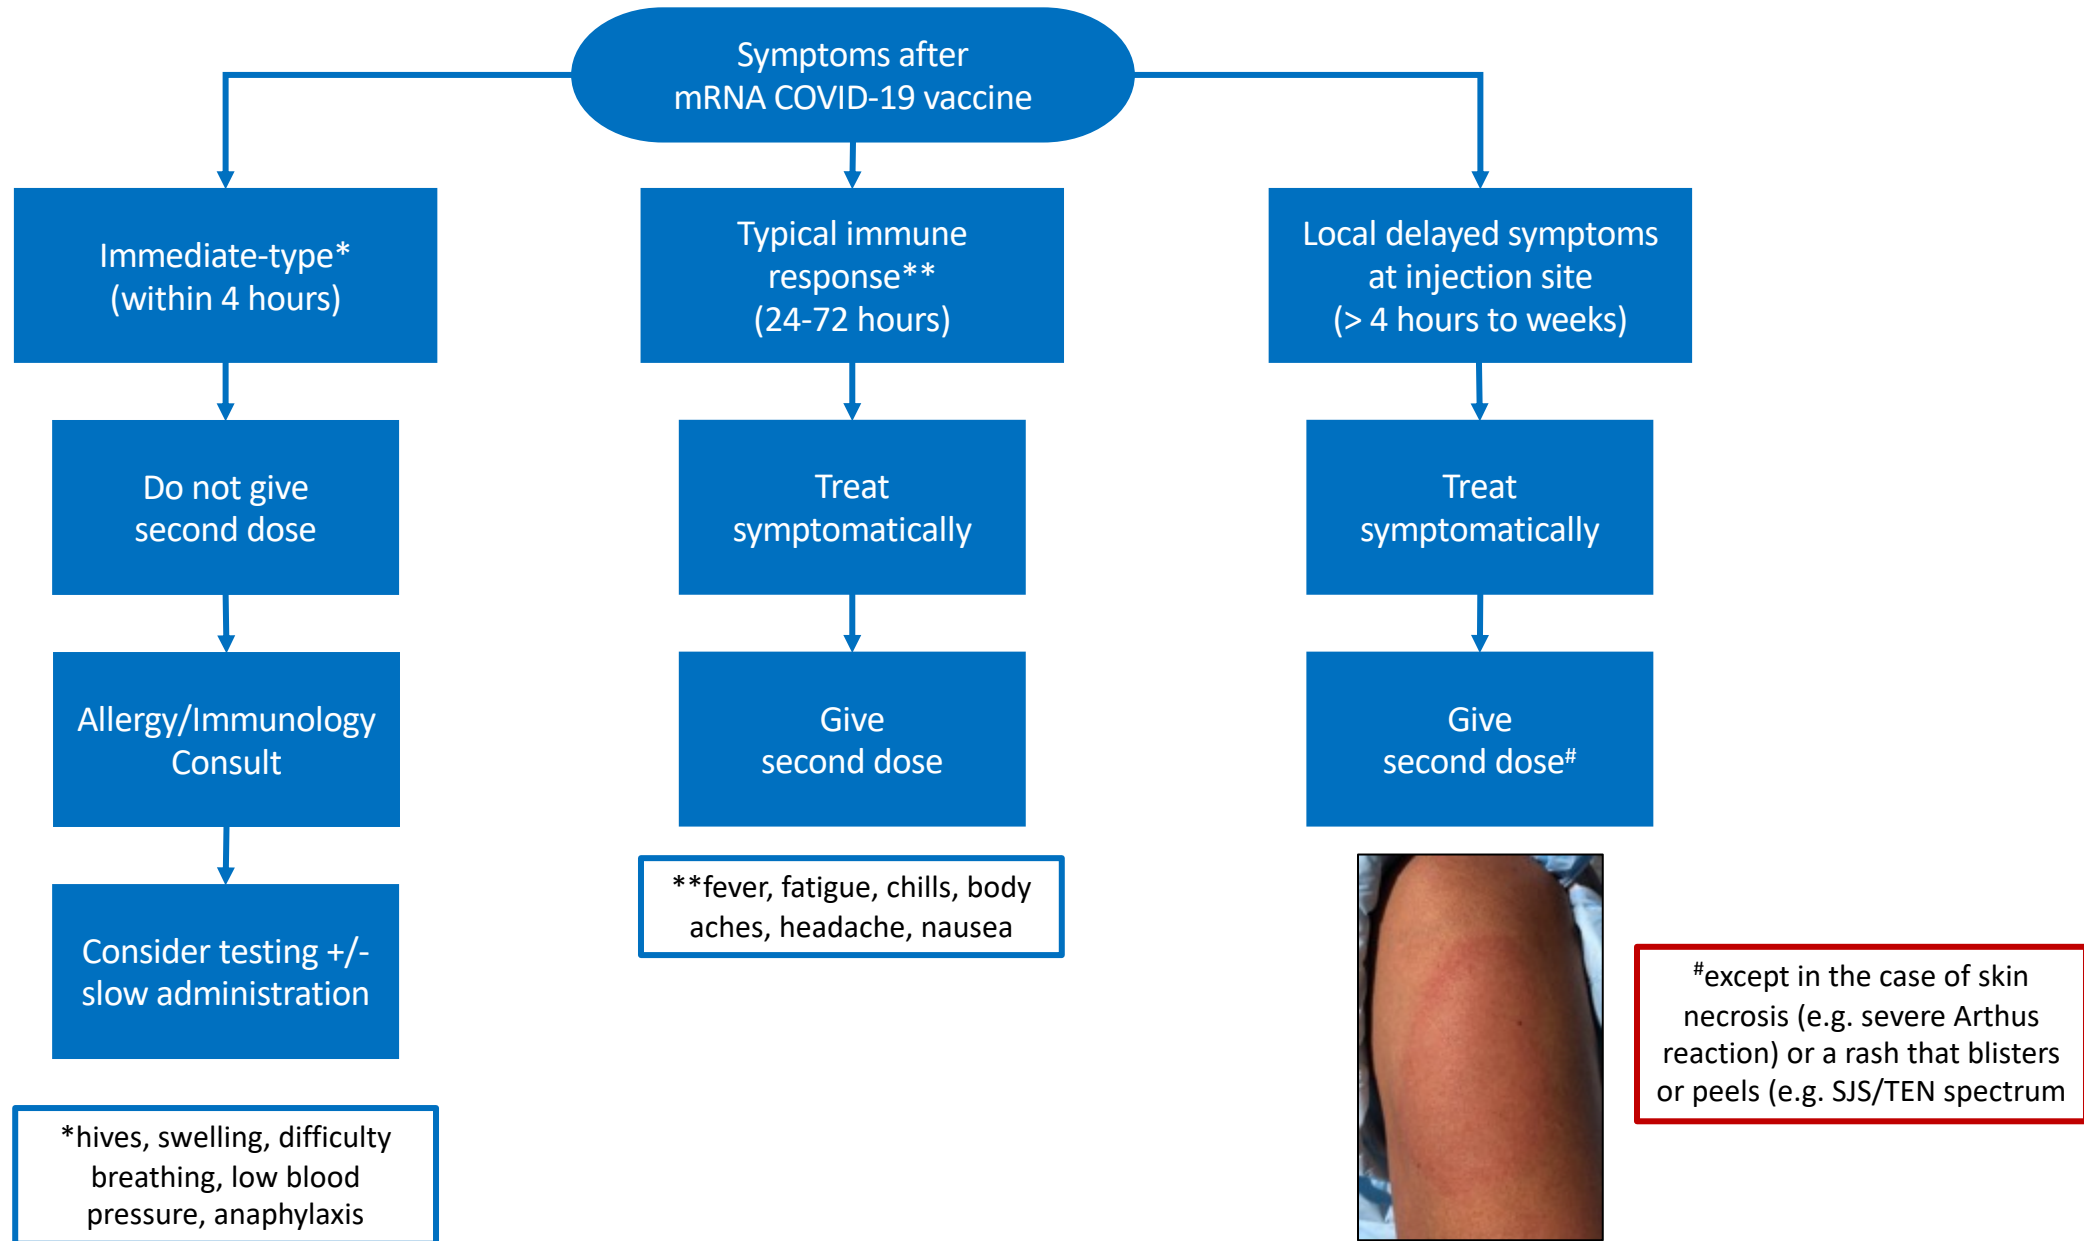 Symptoms after
mRNA COVID-19 vaccine
Immediate-type*
(within 4 hours)
Typical immune
response**
(24-72 hours)
Local delayed symptoms
at injection site
(> 4 hours to weeks)
Do not give
second dose
Treat
symptomatically
Treat
symptomatically
Allergy/Immunology
Consult
Give
second dose
Give
second dose#
Consider testing +/-
slow administration
**fever, fatigue, chills, body
aches, headache, nausea
#except in the case of skin
necrosis (e.g. severe Arthus
reaction) or a rash that blisters
or peels (e.g. SJS/TEN spectrum
*hives, swelling, difficulty
breathing, low blood
pressure, anaphylaxis